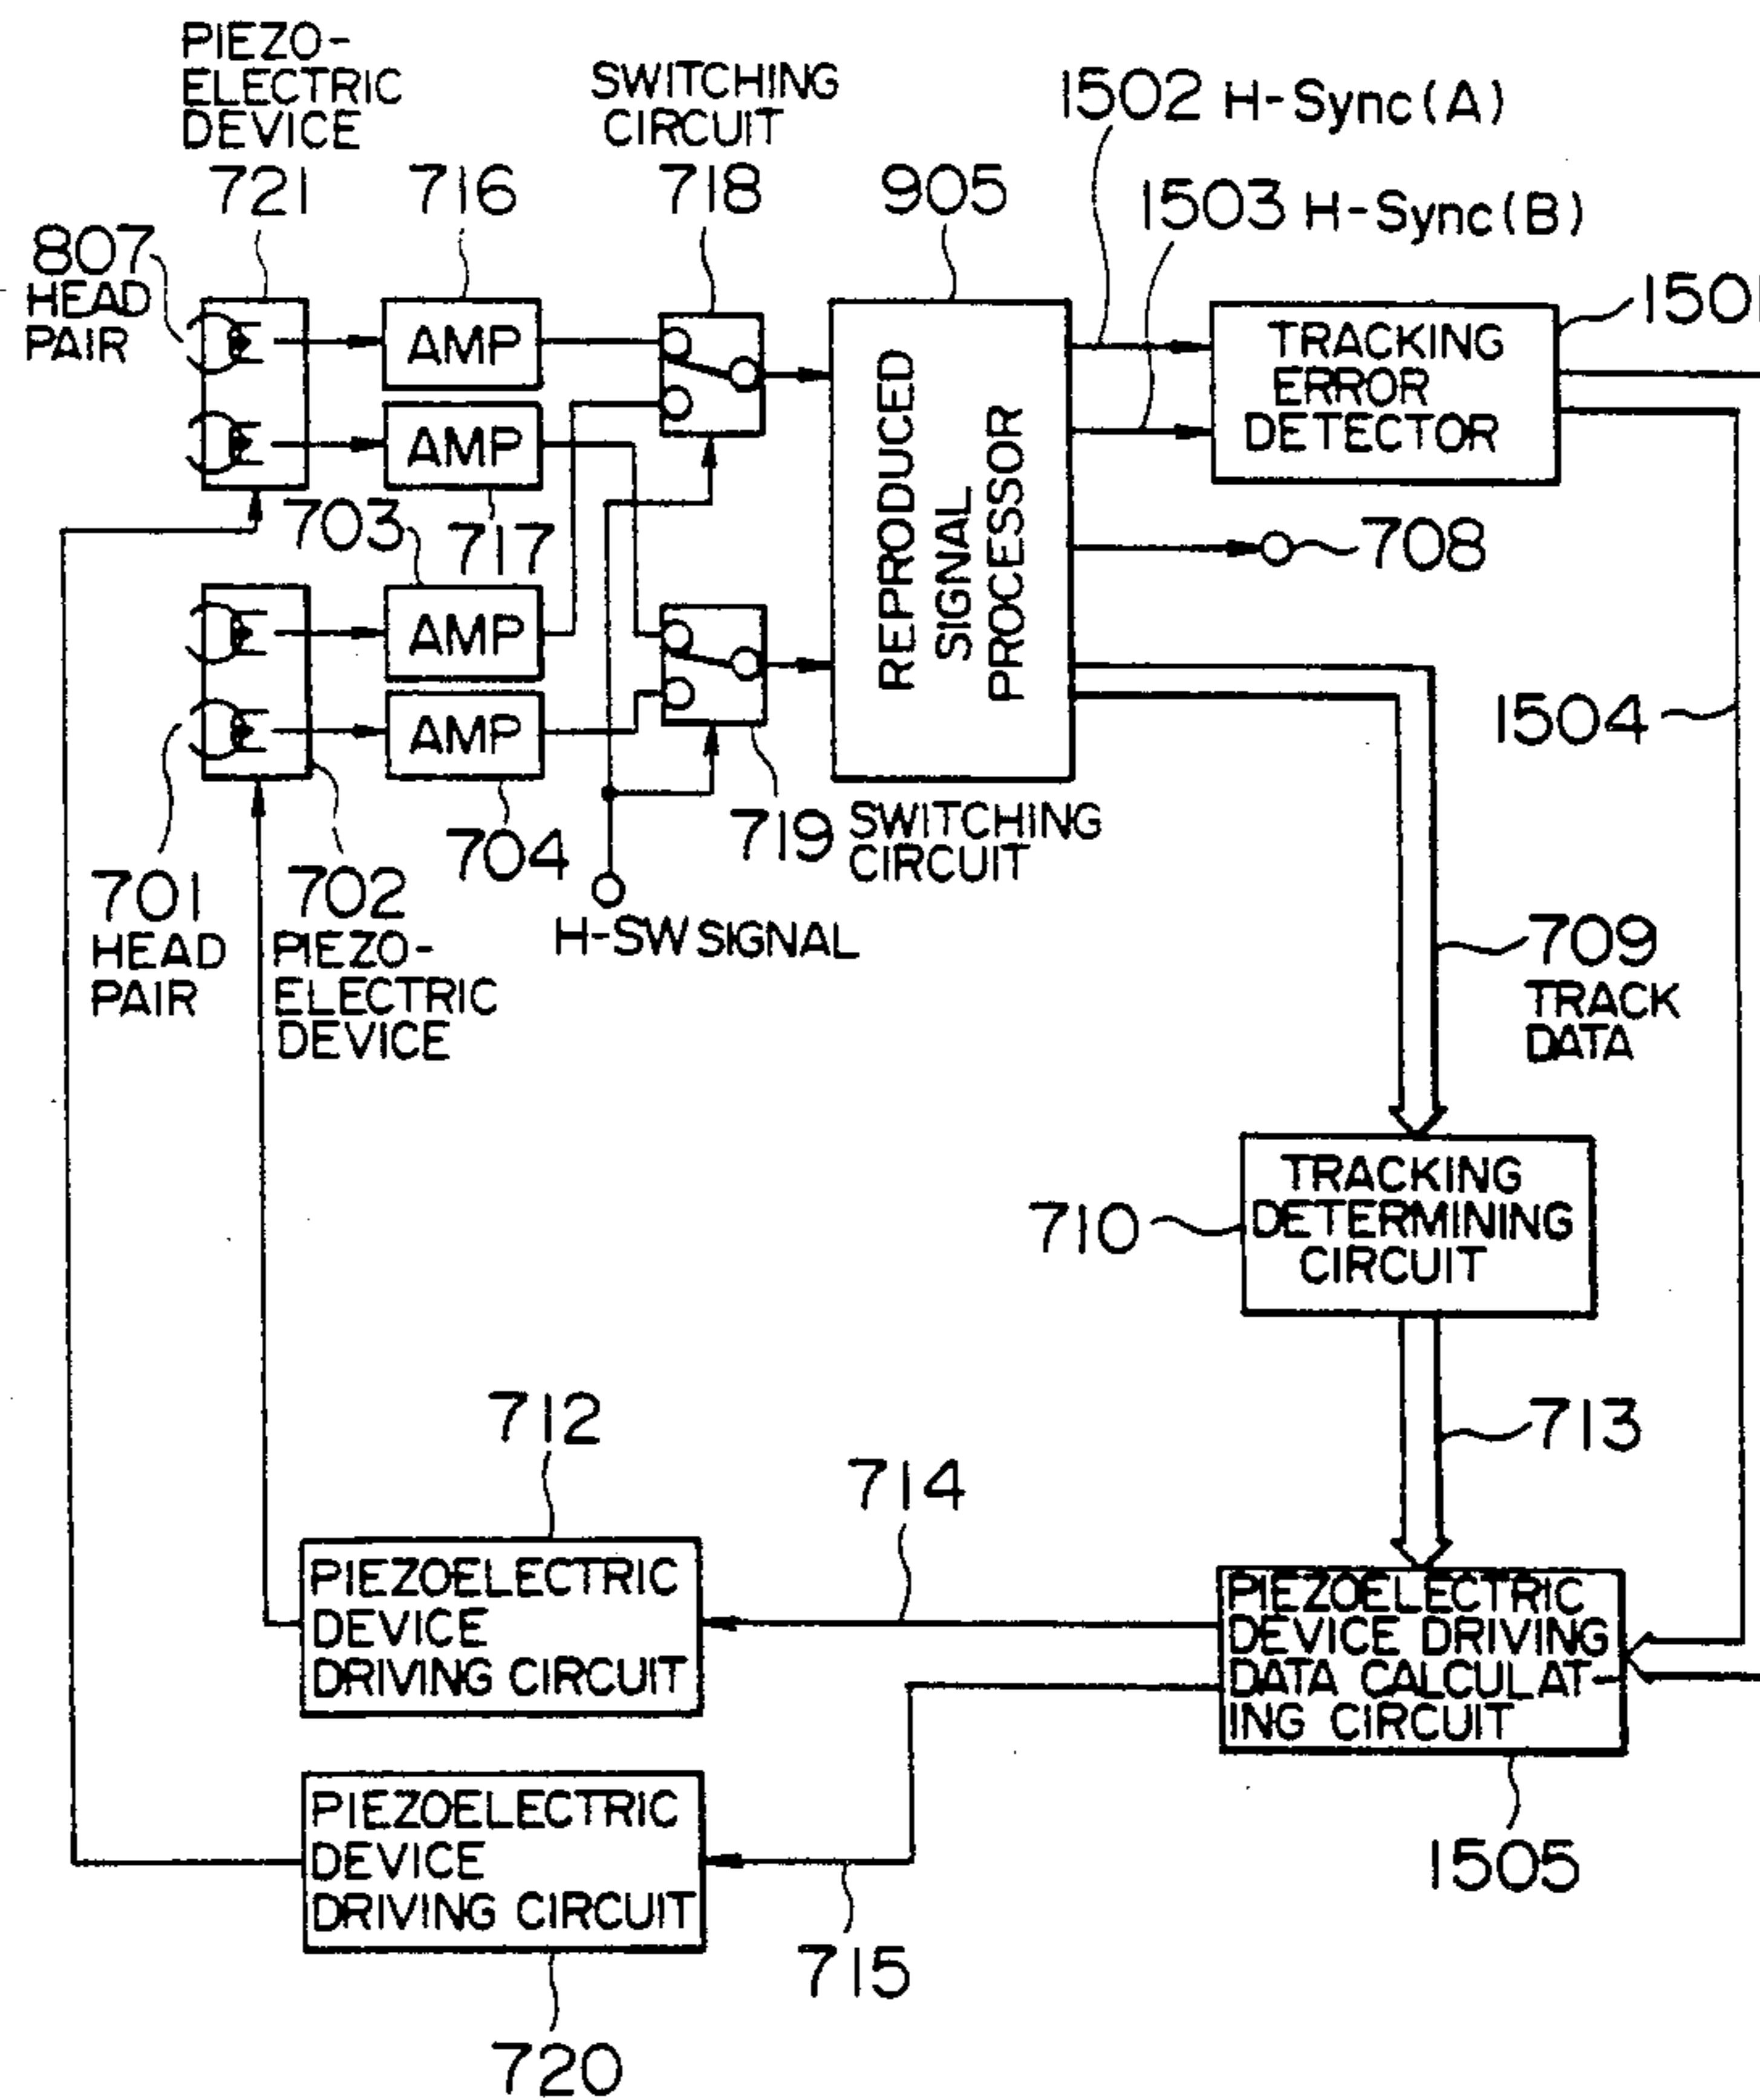 PIEZO-
ELECTRIC
DEVICE
721
716
SWITCHING
CIRCUIT
718
905
1502 H-Sync(A)
1503 H-Sync(B)
807
HEAD
PAIR
AMP
AMP
703
717
AMP
AMP
704
REPRODUCED
SIGNAL
PROCESSOR
TRACKING
ERROR
DETECTOR
1501
708
1504
719 SWITCHING
CIRCUIT
701
HEAD
PAIR
702
PIEZO-
ELECTRIC
DEVICE
H-SW SIGNAL
709
TRACK
DATA
710
TRACKING
DETERMINING
CIRCUIT
713
712
714
PIEZOELECTRIC
DEVICE
DRIVING CIRCUIT
PIEZOELECTRIC
DEVICE DRIVING
DATA CALCULAT-
ING CIRCUIT
PIEZOELECTRIC
DEVICE
DRIVING CIRCUIT
715
1505
720